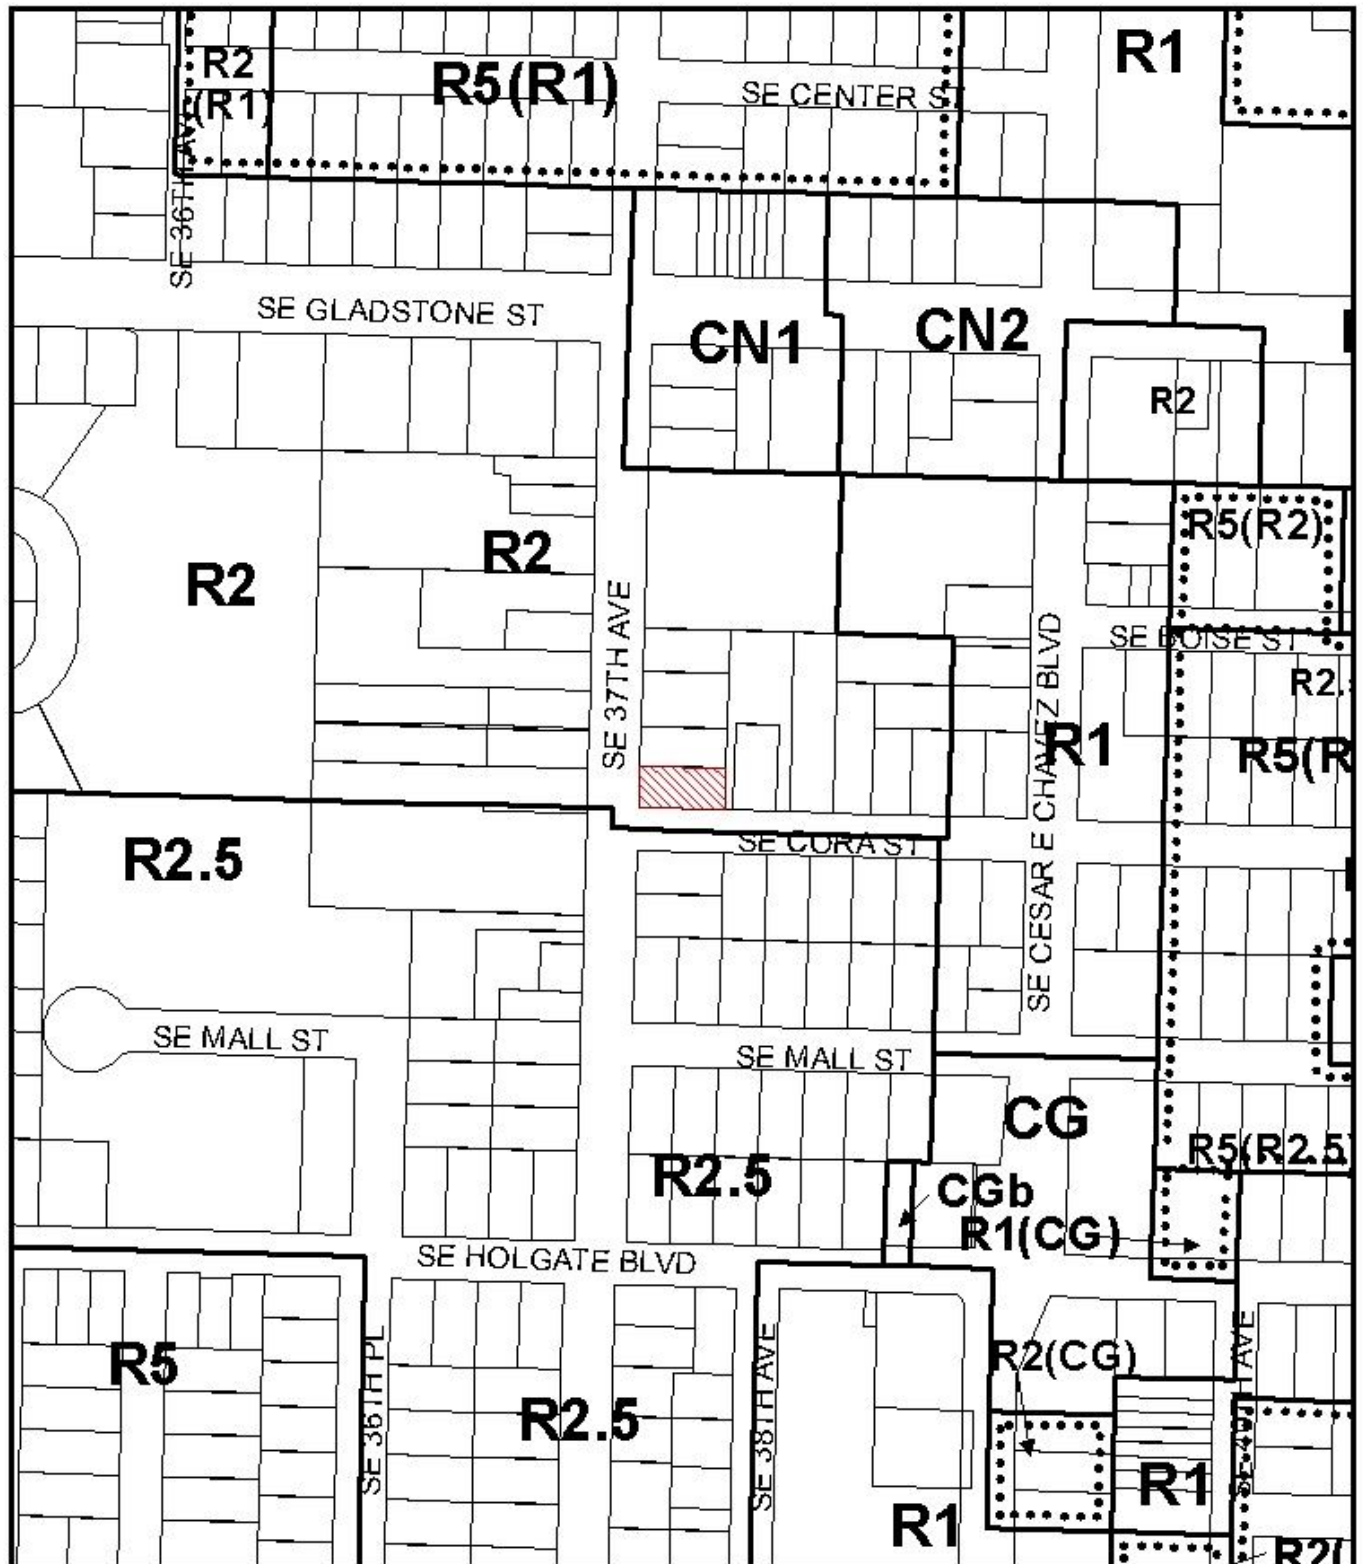 R1
R2
(R1)
R5(R1)
SE CENTER ST
SE 36TH AVE
SE GLADSTONE ST
CN1
CN2
R2
R5(R2)
R2
R2
SE 37TH AVE
SE BOISE ST
R2.
R1
R5(R
SE CESAR E CHAVEZ BLVD
SE CORA ST
R2.5
SE MALL ST
SE MALL ST
CG
R5(R2.5)
R2.5
CGb
R1(CG)
SE HOLGATE BLVD
R5
SE 36TH PL
R2.5
SE 38TH AVE
R2(CG)
R1
R1
R2(